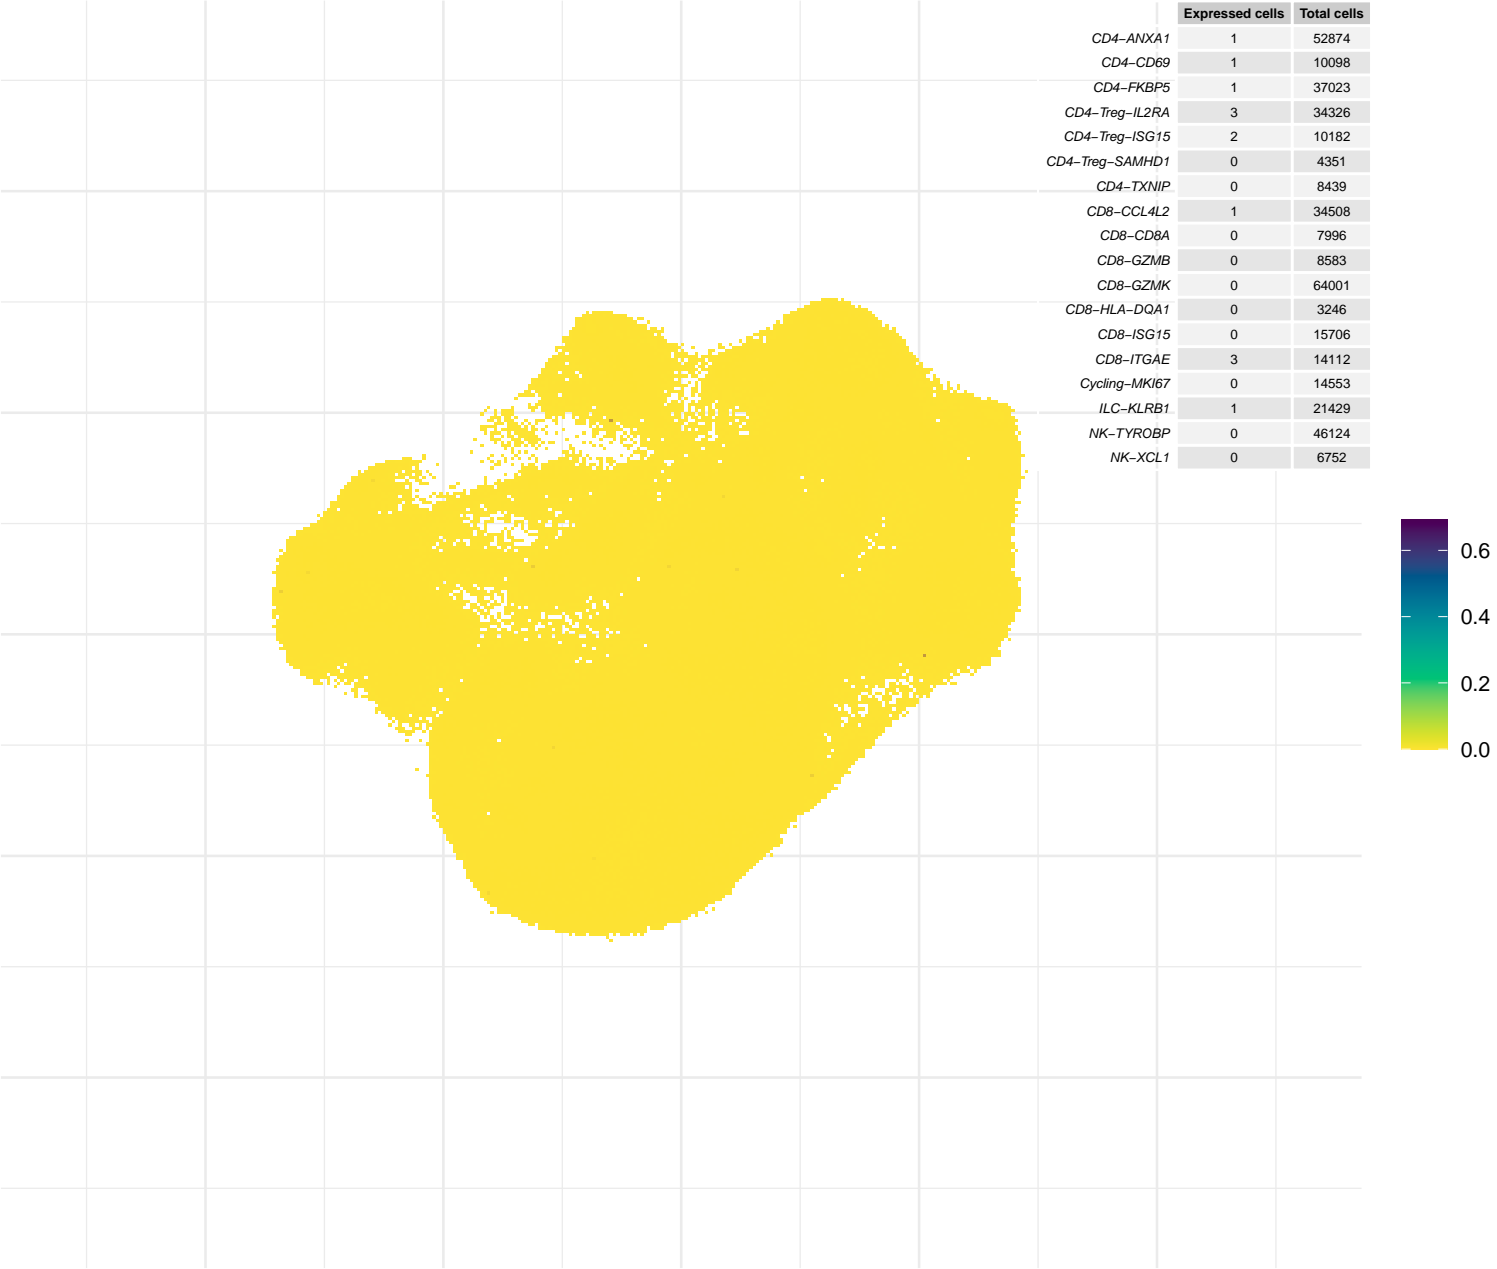 Expressed cells Total cells
CD4−ANXA1 1 52874
CD4−CD69 1 10098
CD4−FKBP5 1 37023
CD4−Treg−IL2RA 3 34326
CD4−Treg−ISG15 2 10182
CD4−Treg−SAMHD1 0 4351
CD4−TXNIP 0 8439
CD8−CCL4L2 1 34508
CD8−CD8A 0 7996
CD8−GZMB 0 8583
CD8−GZMK 0 64001
CD8−HLA−DQA1 0 3246
CD8−ISG15 0 15706
CD8−ITGAE 3 14112
Cycling−MKI67 0 14553
ILC−KLRB1 1 21429
NK−TYROBP 0 46124
NK−XCL1 0 6752
0.6
0.4
0.2
0.0